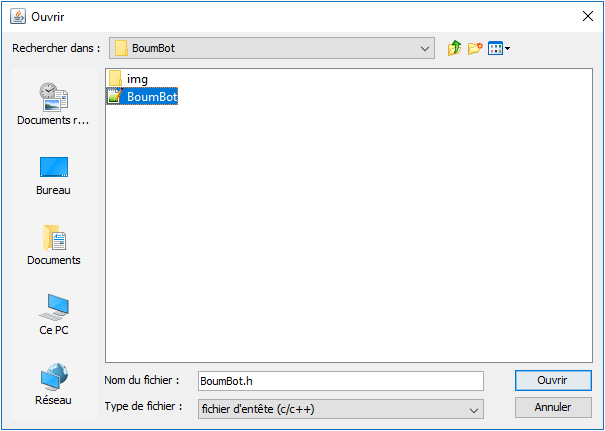 Ouvrir
Rechercher dans :
BoumBot
img
BoumBot
Documents r...
Bureau
Documents
Ce PC
Réseau
Nom du fichier :
BoumBot.h
Ouvrir
Type de fichier :
fichier d'entête (c/c++)
Annuler